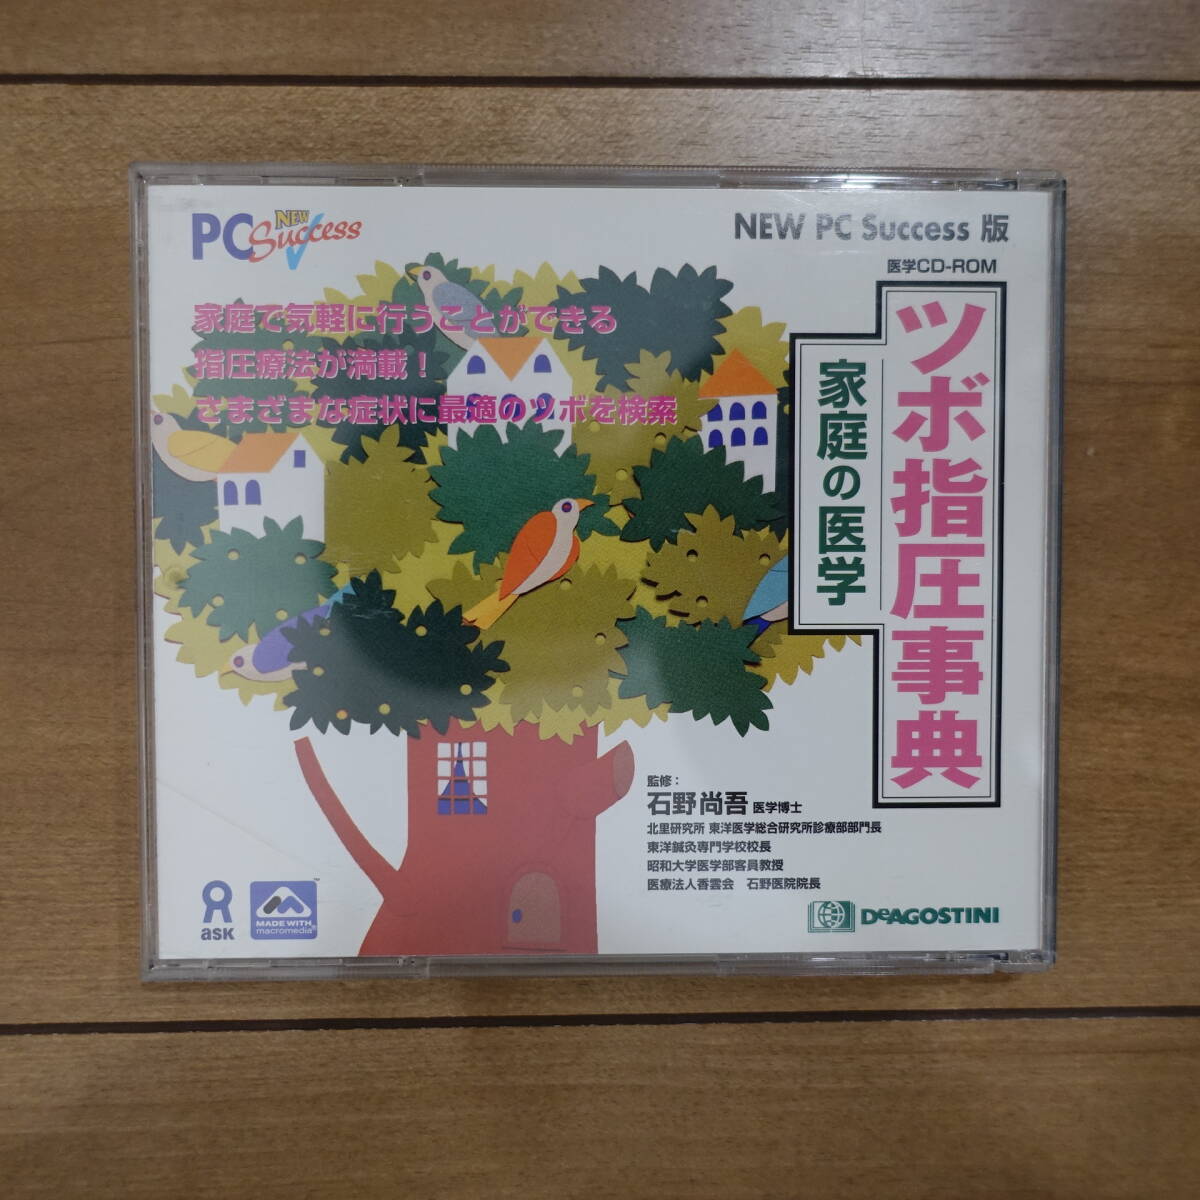 PC NEW Success
NEW PC Success 版
医学CD-ROM
ツボ指圧事典
家庭の医学
家庭で気軽に行うことができる
指圧療法が満載！
さまざまな症状に最適のツボを検索
監修：
石野尚吾 医学博士
北里研究所 東洋医学総合研究所診療部部門長
東洋鍼灸専門学校校長
昭和大学医学部客員教授
医療法人香雲会 石野医院院長
ask
MADE WITH
macromedia®
™
DEAGOSTINI